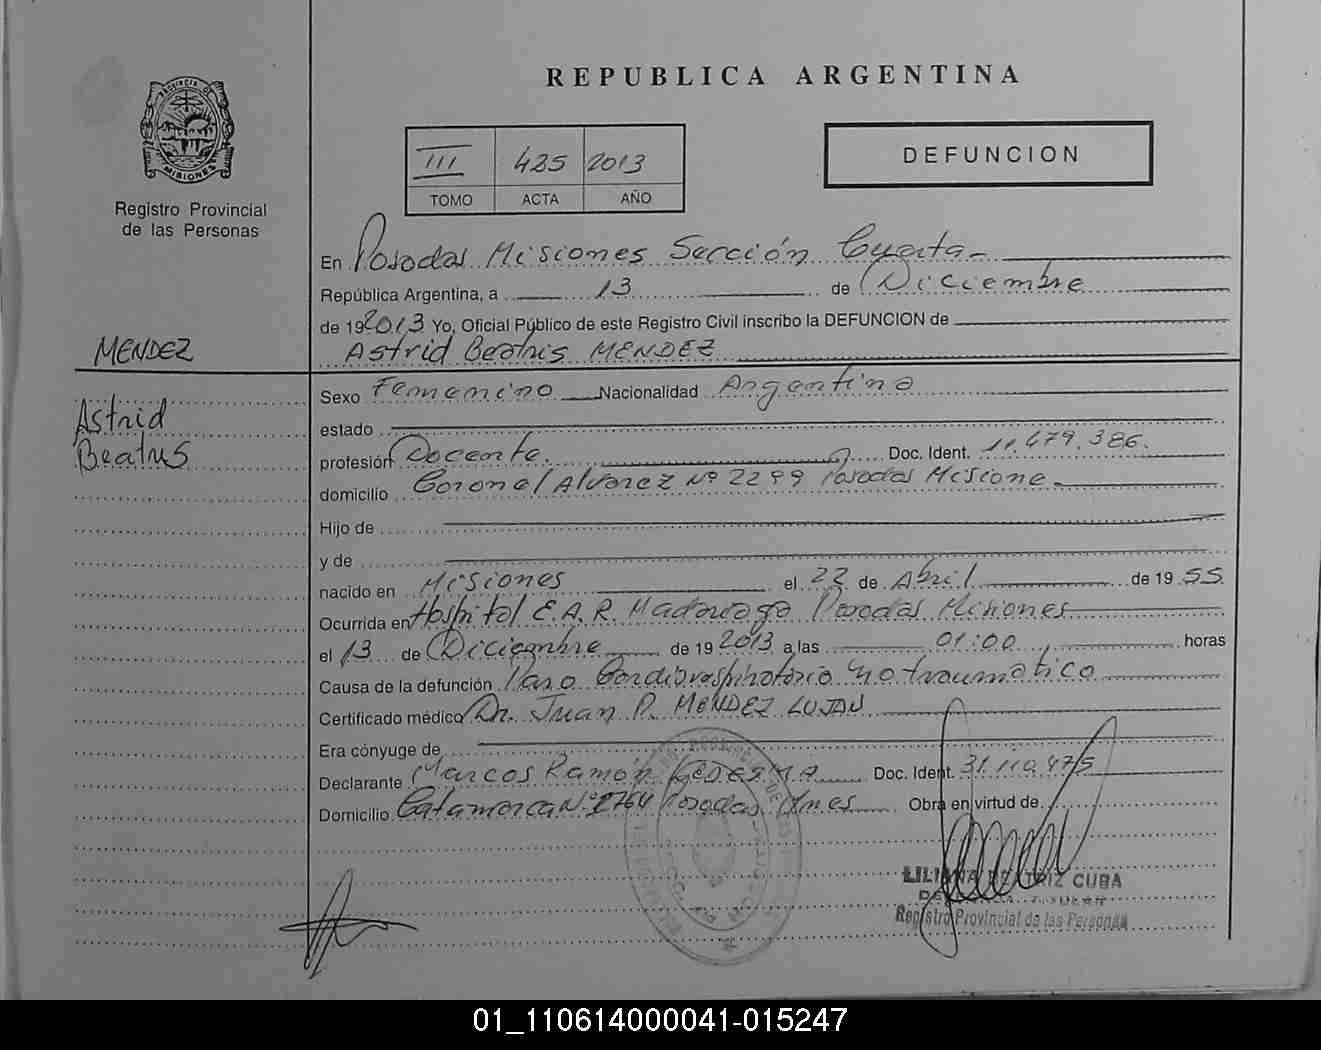 REPUBLICA ARGENTINA
PROVINCIA DE
MISIONES
Registro Provincial
de las Personas
III 425 2013
TOMO ACTA AÑO
DEFUNCION
En Posadas Misiones Sección Cuarta
República Argentina, a 13 de Diciembre
de 19 2013 Yo, Oficial Público de este Registro Civil inscribo la DEFUNCION de
MENDEZ
Astrid Beatris MENDEZ
Astrid
Beatris
Sexo Femenino Nacionalidad Argentina
estado
profesión Docente. Doc. Ident. 11.479.386.
domicilio Coronel Alvarez Nº 2299 Posadas Misione
Hijo de
y de
nacido en Misiones el 22 de Abril de 19 55
Ocurrida en Hospital E.A.R. Madariaga Posadas Misiones
el 13 de Diciembre de 19 2013 a las 01:00 horas
Causa de la defunción Paro Cardiorespiratorio no traumatico
Certificado médico Dr. Juan P. MENDEZ LUJAN
Era cónyuge de
Declarante Marcos Ramón Doc. Ident. 31.110.475
Domicilio Catamarca Nº 2764 Posadas Mnes Obra en virtud de
LILIANA BEATRIZ CUBA
Registro Provincial de las Personas
01_110614000041-015247